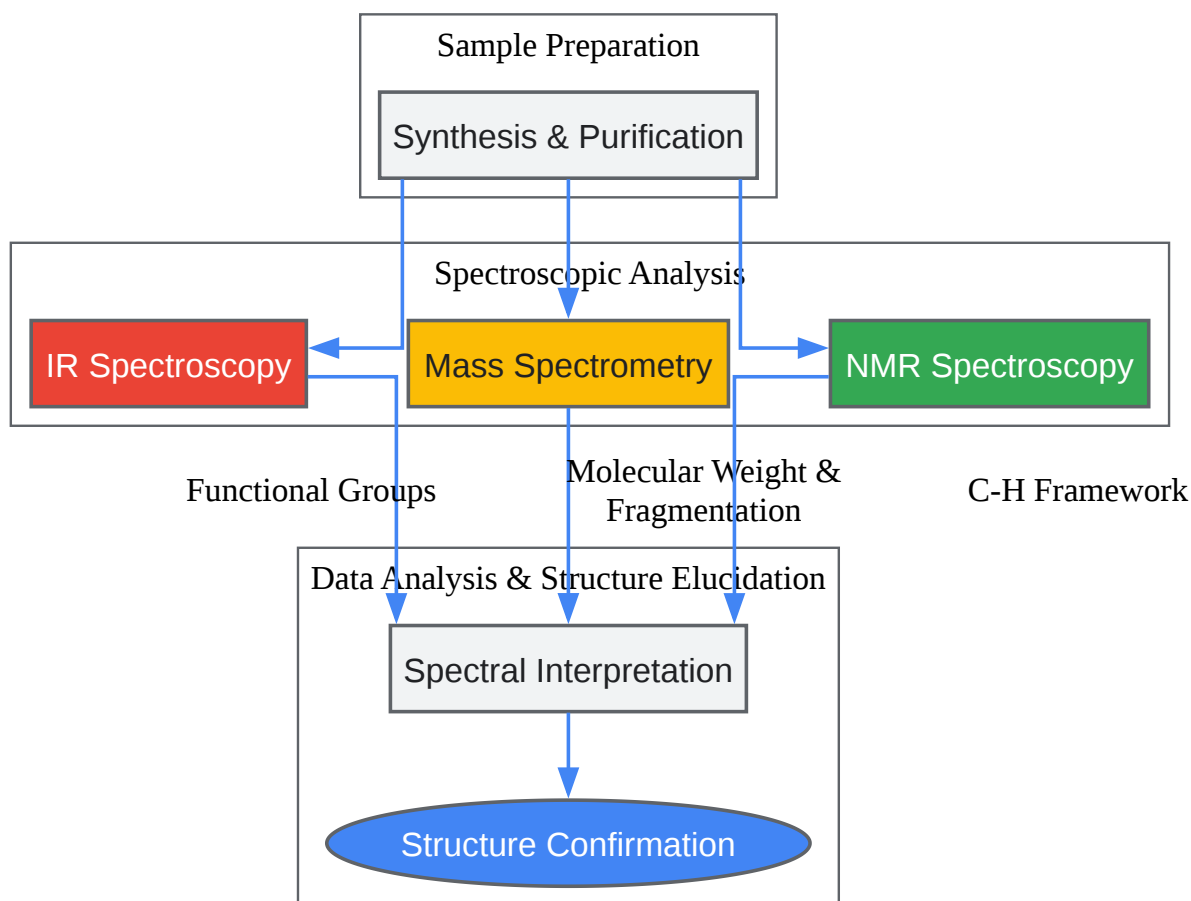 Sample Preparation
Synthesis & Purification
Spectroscopic Analysis
IR Spectroscopy
Mass Spectrometry
NMR Spectroscopy
Functional Groups
Molecular Weight &
Fragmentation
C-H Framework
Data Analysis & Structure Elucidation
Spectral Interpretation
Structure Confirmation